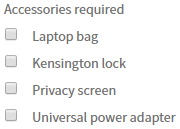 Accessories required
Laptop bag
Kensington lock
Privacy screen
Universal power adapter